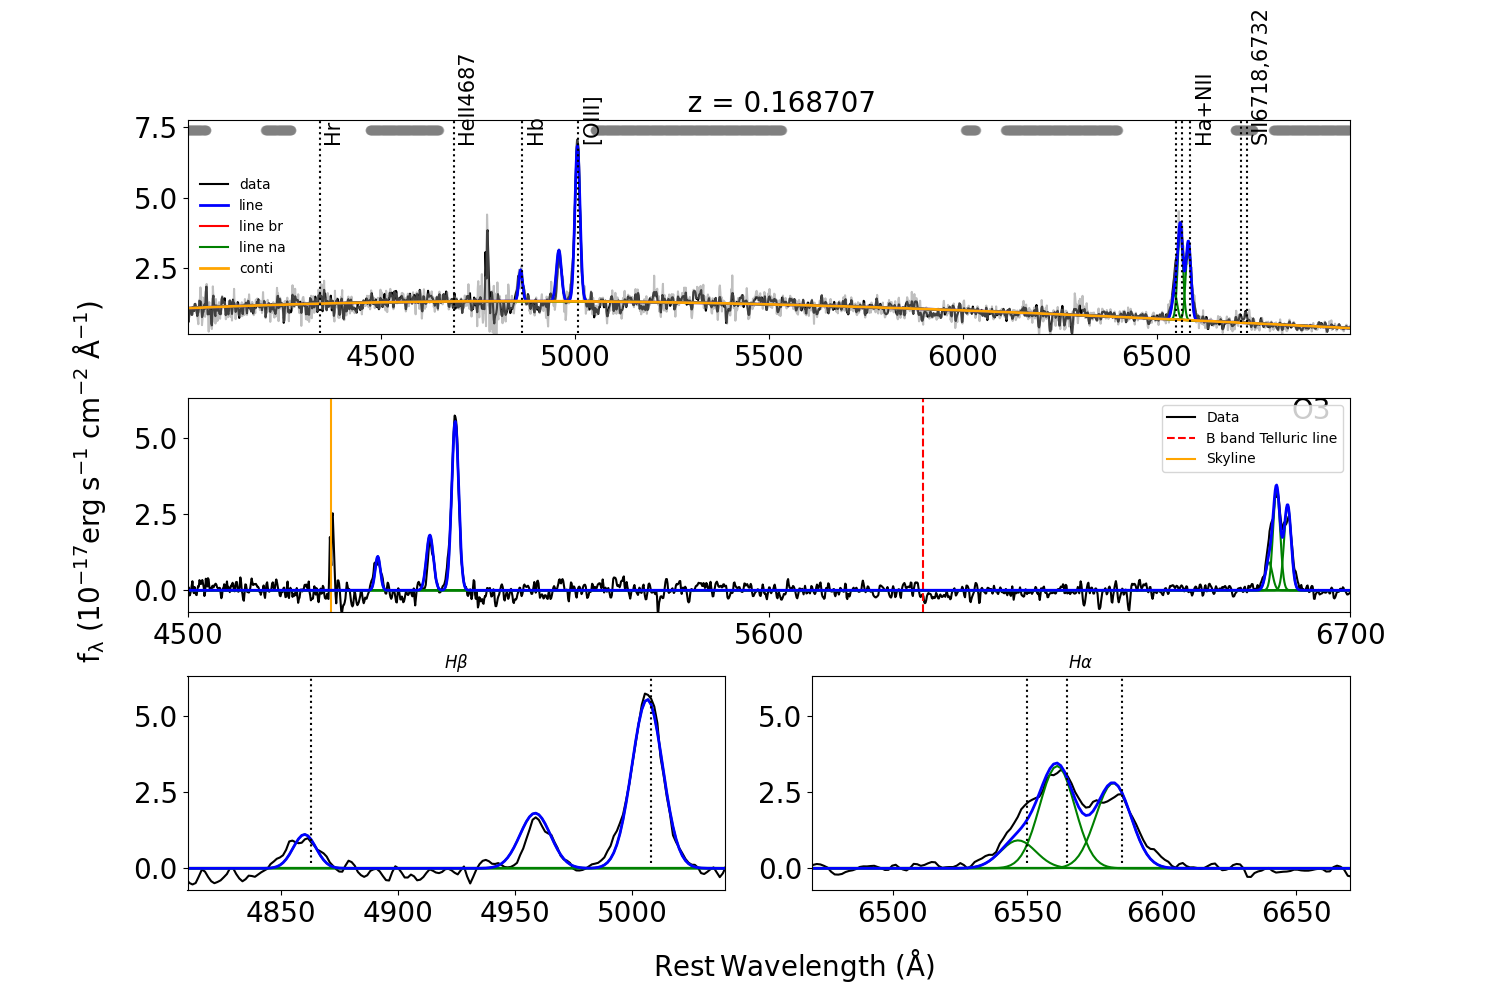 z = 0.168707
Hr
HeII4687
Hb
[OIII]
Ha+NII
SII6718,6732
7.5
5.0
2.5
data
line
line br
line na
conti
4500 5000 5500 6000 6500
fλ (10⁻¹⁷erg s⁻¹ cm⁻² Å⁻¹)
O3
5.0
2.5
0.0
Data
B band Telluric line
Skyline
4500 5600 6700
Hβ
5.0
2.5
0.0
4850 4900 4950 5000
Hα
5.0
2.5
0.0
6500 6550 6600 6650
Rest Wavelength (Å)